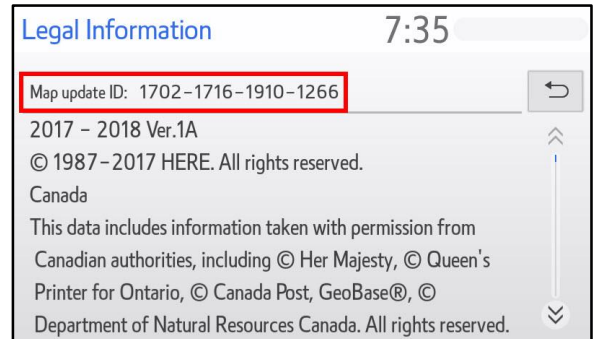 Legal Information 7:35
Map update ID: 1702-1716-1910-1266
2017 - 2018 Ver.1A
© 1987-2017 HERE. All rights reserved.
Canada
This data includes information taken with permission from
Canadian authorities, including © Her Majesty, © Queen's
Printer for Ontario, © Canada Post, GeoBase®, ©
Department of Natural Resources Canada. All rights reserved.